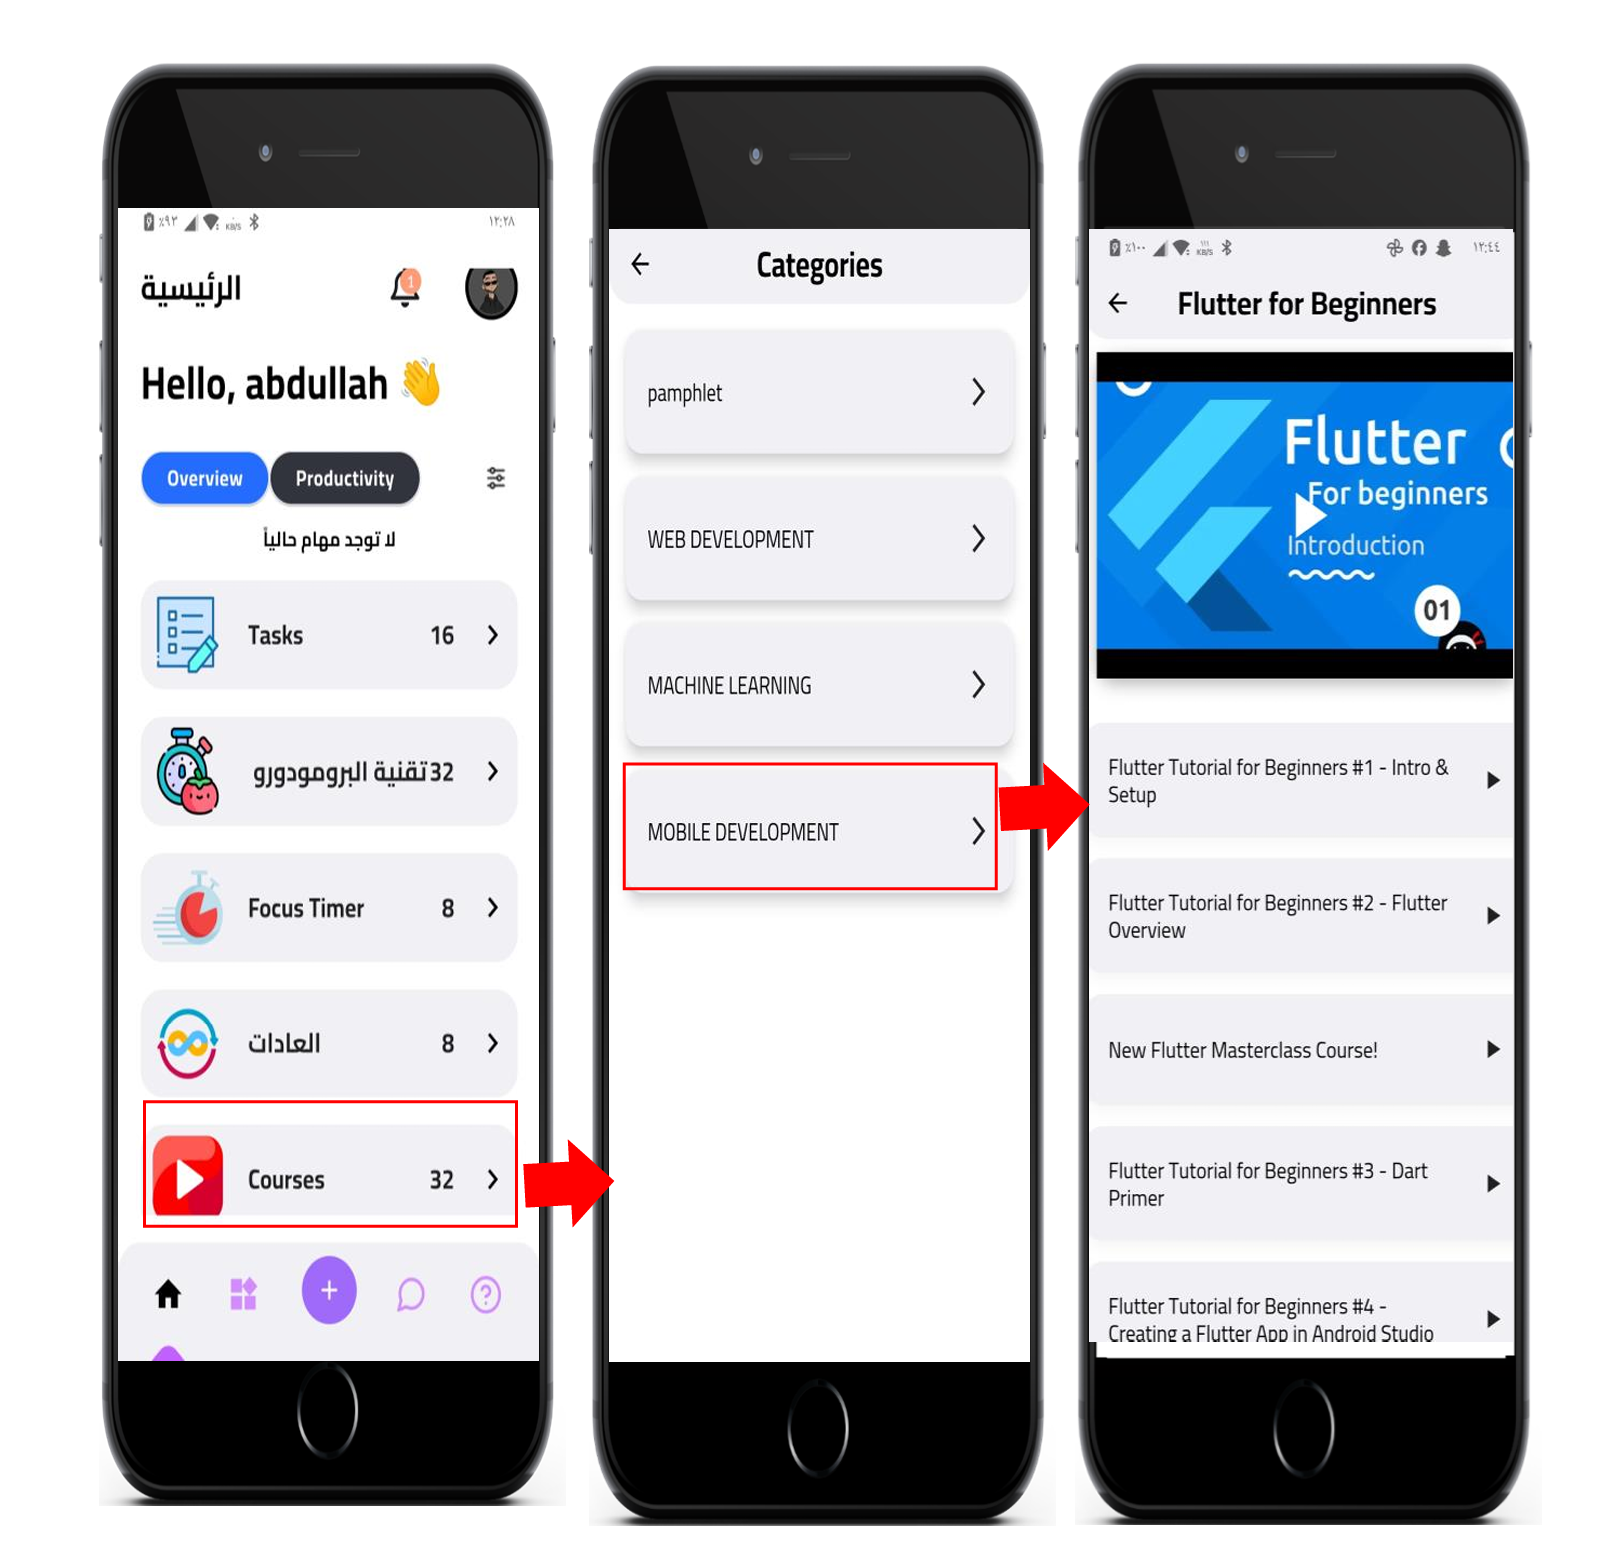 ٪٩٣
KB/S
١٢:٢٨
الرئيسية
1
Hello, abdullah 👋
Overview
Productivity
لا توجد مهام حالياً
Tasks
16
تقنية البرومودورو
32
Focus Timer
8
العادات
8
Courses
32
Categories
pamphlet
WEB DEVELOPMENT
MACHINE LEARNING
MOBILE DEVELOPMENT
٪١٠٠
KB/S
١٢:٤٤
Flutter for Beginners
Flutter
For beginners
Introduction
01
Flutter Tutorial for Beginners #1 - Intro &
Setup
Flutter Tutorial for Beginners #2 - Flutter
Overview
New Flutter Masterclass Course!
Flutter Tutorial for Beginners #3 - Dart
Primer
Flutter Tutorial for Beginners #4 -
Creating a Flutter App in Android Studio